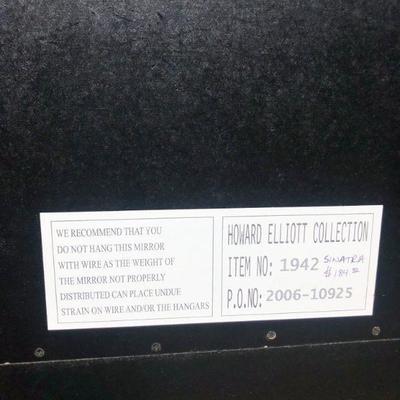 WE RECOMMEND THAT YOU
DO NOT HANG THIS MIRROR
WITH WIRE AS THE WEIGHT OF
THE MIRROR NOT PROPERLY
DISTRIBUTED CAN PLACE UNDUE
STRAIN ON WIRE AND/OR THE HANGARS
HOWARD ELLIOTT COLLECTION
ITEM NO: 1942 SINATRA
$184
P.O.NO: 2006-10925